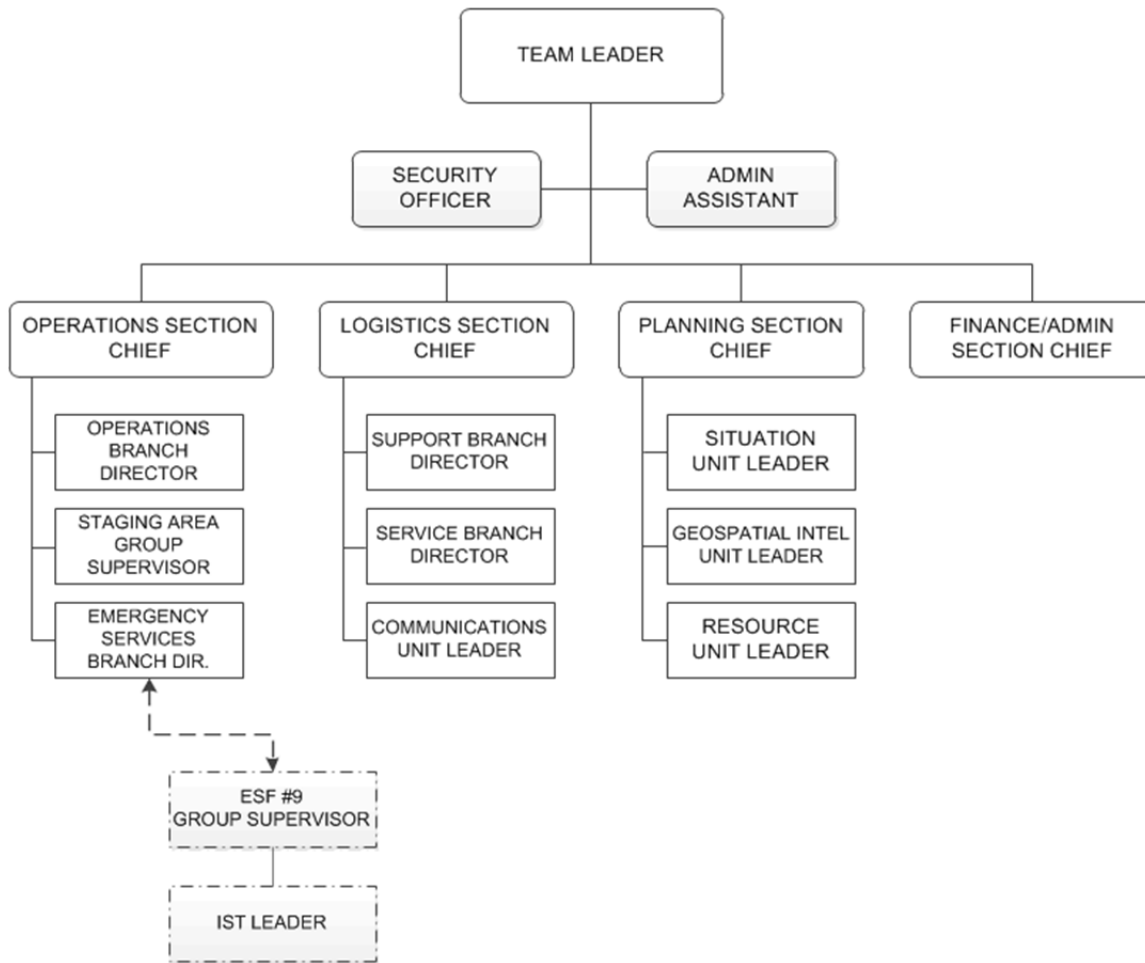 TEAM LEADER
SECURITY
OFFICER
ADMIN
ASSISTANT
OPERATIONS SECTION
CHIEF
LOGISTICS SECTION
CHIEF
PLANNING SECTION
CHIEF
FINANCE/ADMIN
SECTION CHIEF
OPERATIONS
BRANCH
DIRECTOR
SUPPORT BRANCH
DIRECTOR
SITUATION
UNIT LEADER
STAGING AREA
GROUP
SUPERVISOR
SERVICE BRANCH
DIRECTOR
GEOSPATIAL INTEL
UNIT LEADER
EMERGENCY
SERVICES
BRANCH DIR.
COMMUNICATIONS
UNIT LEADER
RESOURCE
UNIT LEADER
ESF #9
GROUP SUPERVISOR
IST LEADER